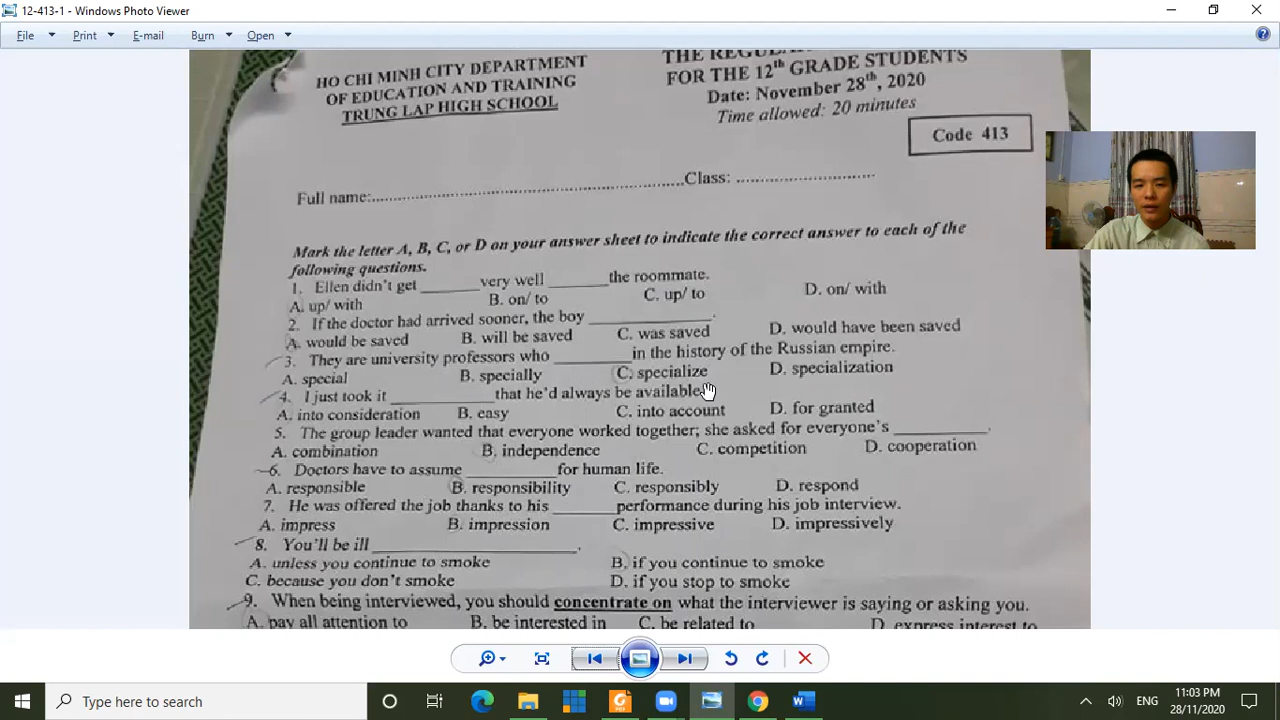 12-413-1 - Windows Photo Viewer
File Print E-mail Burn Open
HO CHI MINH CITY DEPARTMENT
OF EDUCATION AND TRAINING
TRUNG LAP HIGH SCHOOL
THE
FOR THE 12th GRADE STUDENTS
Date: November 28th, 2020
Time allowed: 20 minutes
Code 413
Full name:..........Class: ..........
Mark the letter A, B, C, or D on your answer sheet to indicate the correct answer to each of the
following questions.
1. Ellen didn't get _______ very well _______ the roommate.
A. up/ with B. on/ to C. up/ to D. on/ with
2. If the doctor had arrived sooner, the boy ______________.
A. would be saved B. will be saved C. was saved D. would have been saved
3. They are university professors who _________ in the history of the Russian empire.
A. special B. specially C. specialize D. specialization
4. I just took it ____________ that he'd always be available
A. into consideration B. easy C. into account D. for granted
5. The group leader wanted that everyone worked together; she asked for everyone's ___________.
A. combination B. independence C. competition D. cooperation
6. Doctors have to assume ___________ for human life.
A. responsible B. responsibility C. responsibly D. respond
7. He was offered the job thanks to his _______ performance during his job interview.
A. impress B. impression C. impressive D. impressively
8. You'll be ill ________________________.
A. unless you continue to smoke B. if you continue to smoke
C. because you don't smoke D. if you stop to smoke
9. When being interviewed, you should concentrate on what the interviewer is saying or asking you.
A. pay all attention to B. be interested in C. be related to D. express interest to
Type here to search
ENG
11:03 PM
28/11/2020